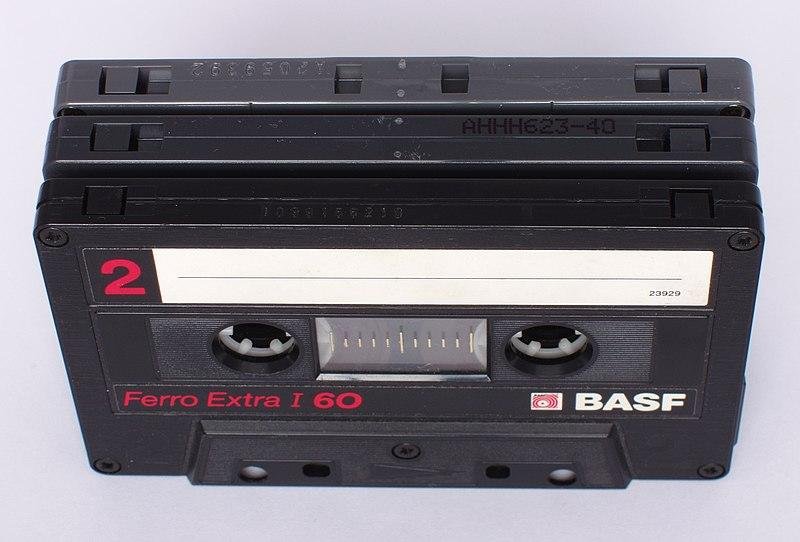 AHHH623-40
2
23929
Ferro Extra I 60
BASF